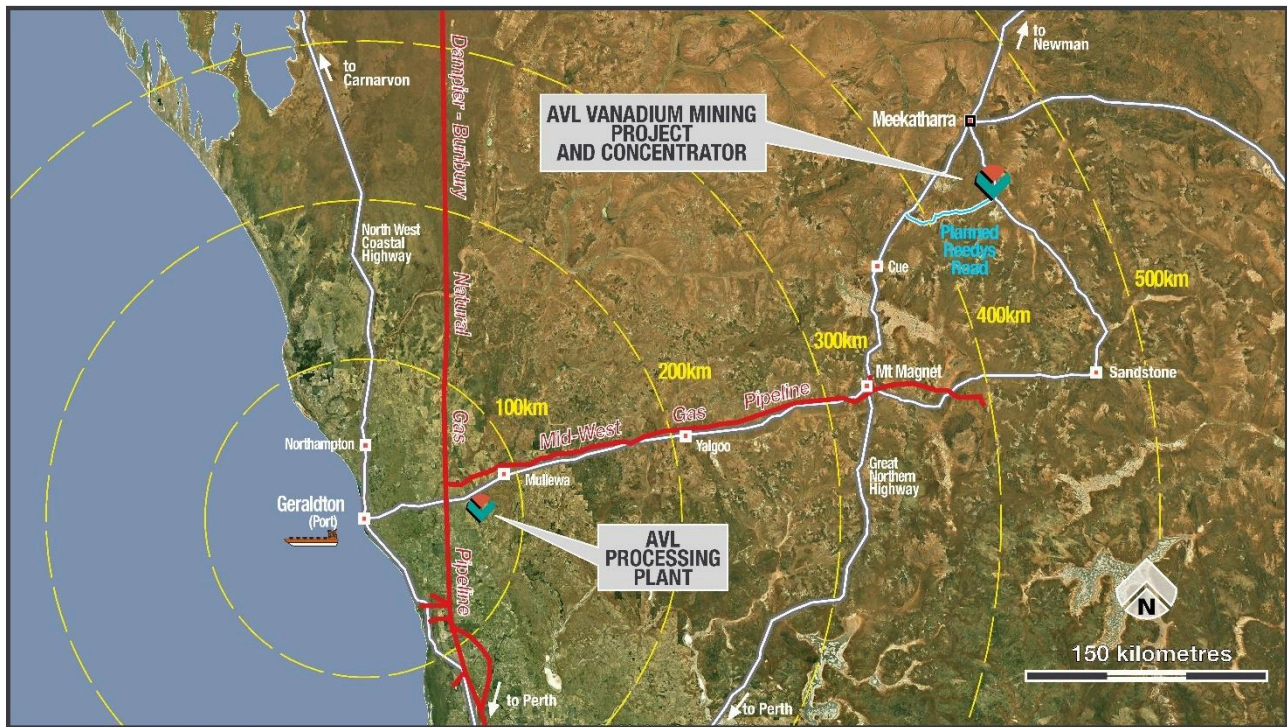 to
Carnarvon
to
Newman
AVL VANADIUM MINING
PROJECT
AND CONCENTRATOR
Meekatharra
Dampier - Bunbury Natural Gas Pipeline
North West
Coastal
Highway
Planned
Reedys
Road
Cue
500km
400km
300km
200km
100km
Mt Magnet
Sandstone
Mid-West Gas Pipeline
Yalgoo
Mullewa
Northampton
Geraldton
(Port)
Great
Northern
Highway
AVL
PROCESSING
PLANT
N
150 kilometres
to Perth
to Perth